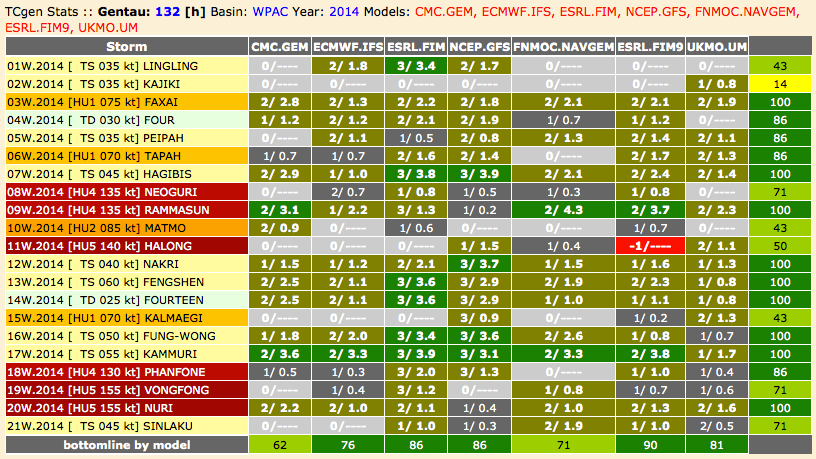 TCgen Stats :: Gentau: 132 [h] Basin: WPAC Year: 2014 Models: CMC.GEM, ECMWF.IFS, ESRL.FIM, NCEP.GFS, FNMOC.NAVGEM,
ESRL.FIM9, UKMO.UM
Storm CMC.GEM ECMWF.IFS ESRL.FIM NCEP.GFS FNMOC.NAVGEM ESRL.FIM9 UKMO.UM
01W.2014 [ TS 035 kt] LINGLING 0/---- 2/ 1.8 3/ 3.4 2/ 1.7 0/---- 0/---- 0/---- 43
02W.2014 [ TS 035 kt] KAJIKI 0/---- 0/---- 0/---- 0/---- 0/---- 0/---- 1/ 0.8 14
03W.2014 [HU1 075 kt] FAXAI 2/ 2.8 2/ 1.3 2/ 2.2 2/ 1.8 2/ 2.1 2/ 2.1 2/ 1.9 100
04W.2014 [ TD 030 kt] FOUR 1/ 1.2 1/ 1.2 2/ 2.1 2/ 1.9 1/ 0.7 1/ 1.2 0/---- 86
05W.2014 [ TS 035 kt] PEIPAH 0/---- 2/ 1.1 1/ 0.5 2/ 0.8 2/ 1.3 2/ 1.4 2/ 1.1 86
06W.2014 [HU1 070 kt] TAPAH 1/ 0.7 1/ 0.7 2/ 1.6 2/ 1.4 0/---- 2/ 1.7 2/ 1.3 86
07W.2014 [ TS 045 kt] HAGIBIS 2/ 2.9 1/ 1.0 3/ 3.8 3/ 3.9 2/ 2.1 2/ 2.4 2/ 1.4 100
08W.2014 [HU4 135 kt] NEOGURI 0/---- 2/ 0.7 1/ 0.8 1/ 0.5 1/ 0.3 1/ 0.8 0/---- 71
09W.2014 [HU4 135 kt] RAMMASUN 2/ 3.1 1/ 2.2 3/ 1.3 1/ 0.2 2/ 4.3 2/ 3.7 2/ 2.3 100
10W.2014 [HU2 085 kt] MATMO 2/ 0.9 0/---- 1/ 0.6 0/---- 0/---- 1/ 0.7 0/---- 43
11W.2014 [HU5 140 kt] HALONG 0/---- 0/---- 0/---- 1/ 1.5 1/ 0.4 -1/---- 2/ 1.1 50
12W.2014 [ TS 040 kt] NAKRI 1/ 1.5 1/ 1.2 2/ 2.1 3/ 3.7 1/ 1.5 1/ 1.6 1/ 1.3 100
13W.2014 [ TS 060 kt] FENGSHEN 2/ 2.5 2/ 1.1 3/ 3.6 3/ 2.9 2/ 1.9 2/ 2.3 1/ 0.8 100
14W.2014 [ TD 025 kt] FOURTEEN 2/ 2.5 2/ 1.1 3/ 3.6 3/ 2.9 1/ 1.0 1/ 1.1 1/ 0.8 100
15W.2014 [HU1 070 kt] KALMAEGI 0/---- 0/---- 0/---- 3/ 0.9 0/---- 1/ 0.2 2/ 1.3 43
16W.2014 [ TS 050 kt] FUNG-WONG 1/ 1.8 2/ 2.0 3/ 3.4 3/ 3.6 2/ 2.6 1/ 0.8 1/ 0.7 100
17W.2014 [ TS 055 kt] KAMMURI 2/ 3.6 2/ 3.3 3/ 3.9 3/ 3.1 2/ 3.3 2/ 3.8 1/ 1.7 100
18W.2014 [HU4 130 kt] PHANFONE 1/ 0.5 1/ 0.3 3/ 2.0 3/ 1.3 0/---- 1/ 1.0 1/ 0.4 86
19W.2014 [HU5 155 kt] VONGFONG 0/---- 1/ 0.4 3/ 1.2 0/---- 1/ 0.8 1/ 0.7 1/ 0.6 71
20W.2014 [HU5 155 kt] NURI 2/ 2.2 2/ 1.0 2/ 1.1 1/ 0.4 2/ 1.0 2/ 1.3 2/ 1.6 100
21W.2014 [ TS 045 kt] SINLAKU 0/---- 0/---- 1/ 1.0 1/ 0.3 2/ 1.9 1/ 1.0 2/ 0.5 71
bottomline by model 62 76 86 86 71 90 81